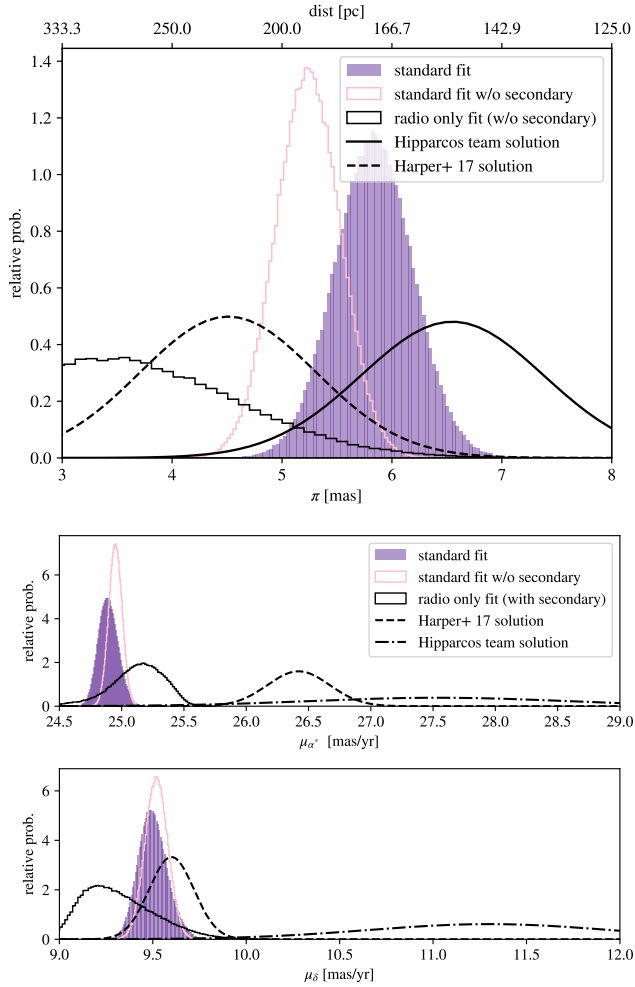 dist [pc]
333.3 250.0 200.0 166.7 142.9 125.0
1.4
1.2
1.0
0.8
0.6
0.4
0.2
0.0
relative prob.
standard fit
standard fit w/o secondary
radio only fit (w/o secondary)
Hipparcos team solution
Harper+ 17 solution
3 4 5 6 7 8
π [mas]
6
4
2
0
relative prob.
standard fit
standard fit w/o secondary
radio only fit (with secondary)
Harper+ 17 solution
Hipparcos team solution
24.5 25.0 25.5 26.0 26.5 27.0 27.5 28.0 28.5 29.0
μα* [mas/yr]
6
4
2
0
relative prob.
9.0 9.5 10.0 10.5 11.0 11.5 12.0
μδ [mas/yr]